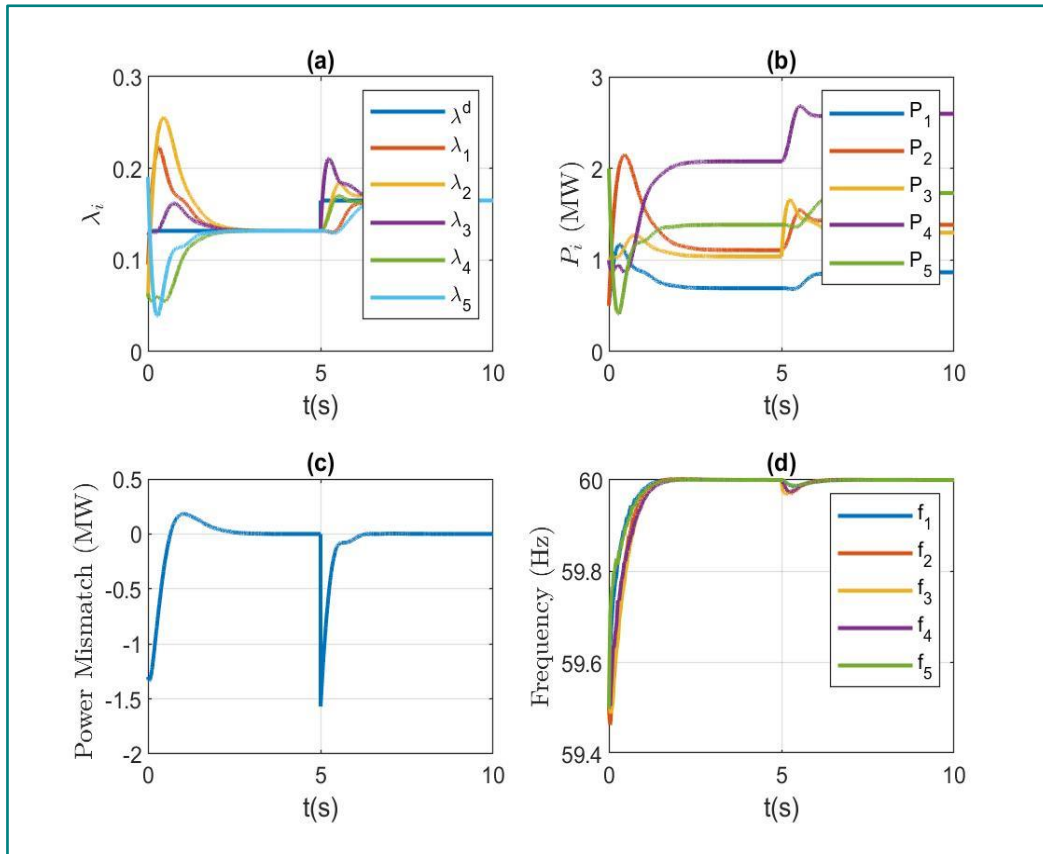 (a)
0.3
0.2
0.1
0
λi
0
5
10
t(s)
λd
λ1
λ2
λ3
λ4
λ5
(b)
3
2
1
0
Pi (MW)
0
5
10
t(s)
P1
P2
P3
P4
P5
(c)
0.5
0
-0.5
-1
-1.5
-2
Power Mismatch (MW)
0
5
10
t(s)
(d)
60
59.8
59.6
59.4
Frequency (Hz)
0
5
10
t(s)
f1
f2
f3
f4
f5